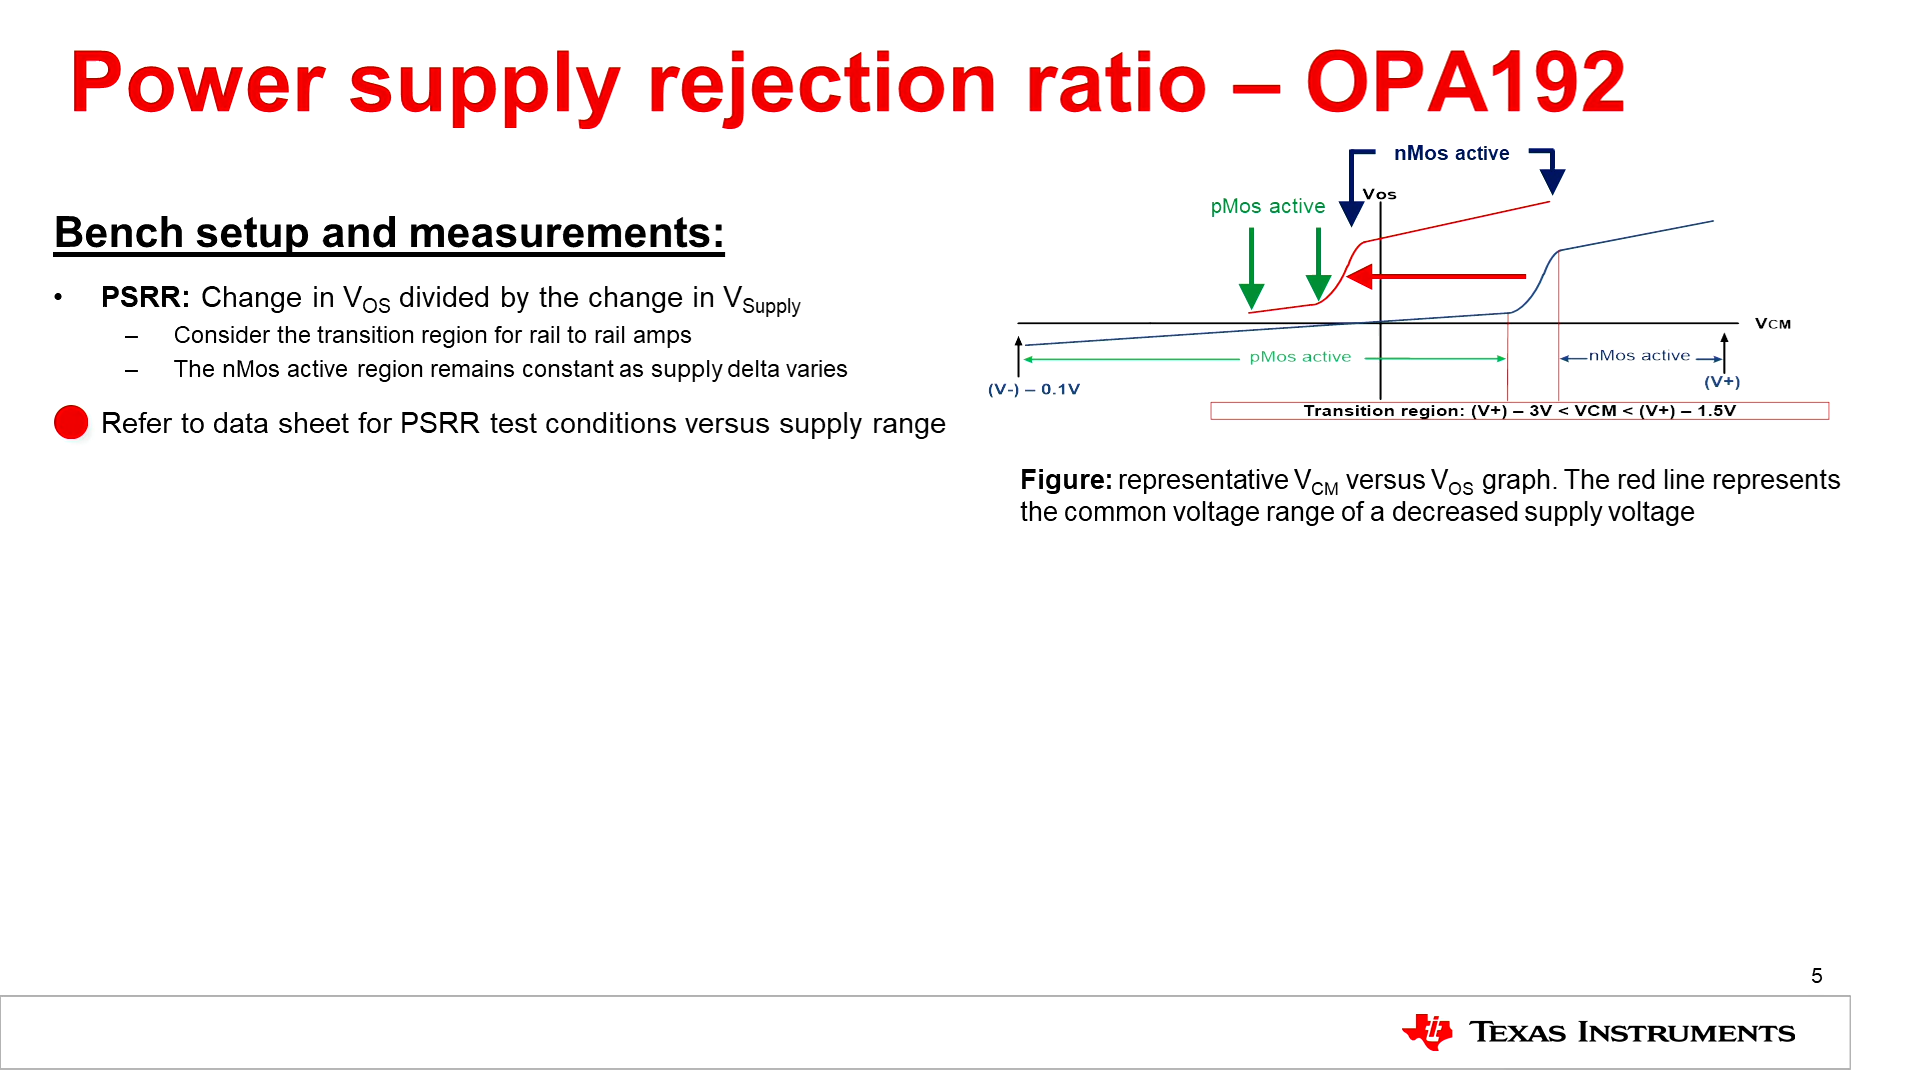 Power supply rejection ratio – OPA192
Bench setup and measurements:
• PSRR: Change in VOS divided by the change in VSupply
– Consider the transition region for rail to rail amps
– The nMos active region remains constant as supply delta varies
Refer to data sheet for PSRR test conditions versus supply range
nMos active
Vos
pMos active
VCM
pMos active
nMos active
(V-) – 0.1V
(V+)
Transition region: (V+) – 3V < VCM < (V+) – 1.5V
Figure: representative VCM versus VOS graph. The red line represents
the common voltage range of a decreased supply voltage
5
TEXAS INSTRUMENTS